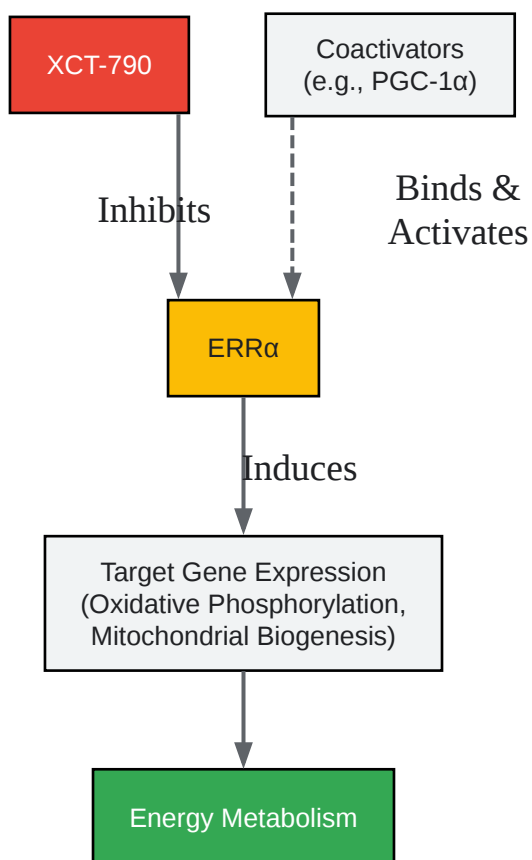 XCT-790
Coactivators
(e.g., PGC-1α)
Inhibits
Binds &
Activates
ERRα
Induces
Target Gene Expression
(Oxidative Phosphorylation,
Mitochondrial Biogenesis)
Energy Metabolism